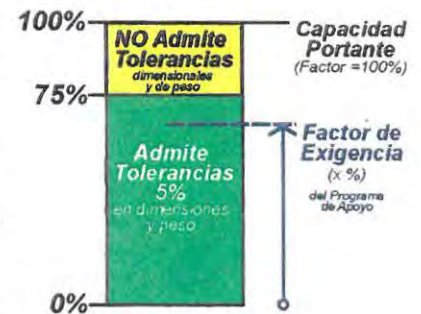 100%
NO Admite
Tolerancias
dimensionales
y de peso
75%
Admite
Tolerancias
5%
en dimensiones
y peso
0%
Capacidad
Portante
(Factor =100%)
Factor de
Exigencia
(x %)
del Programa
de Apoyo